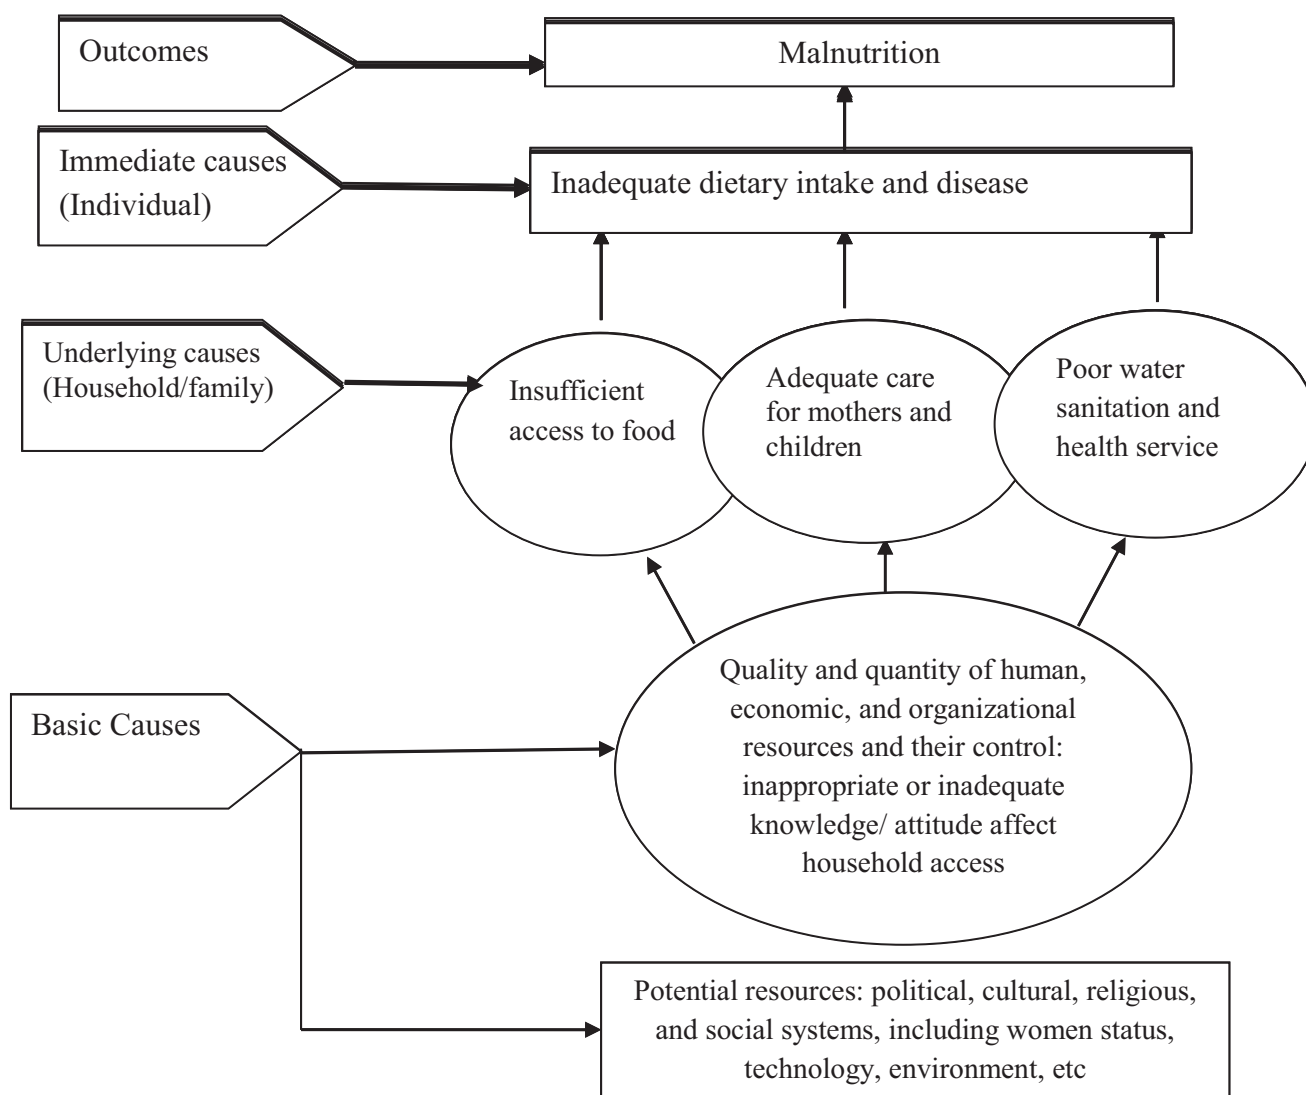 Outcomes
Malnutrition
Immediate causes
(Individual)
Inadequate dietary intake and disease
Underlying causes
(Household/family)
Insufficient
access to food
Adequate care
for mothers and
children
Poor water
sanitation and
health service
Basic Causes
Quality and quantity of human,
economic, and organizational
resources and their control:
inappropriate or inadequate
knowledge/ attitude affect
household access
Potential resources: political, cultural, religious,
and social systems, including women status,
technology, environment, etc